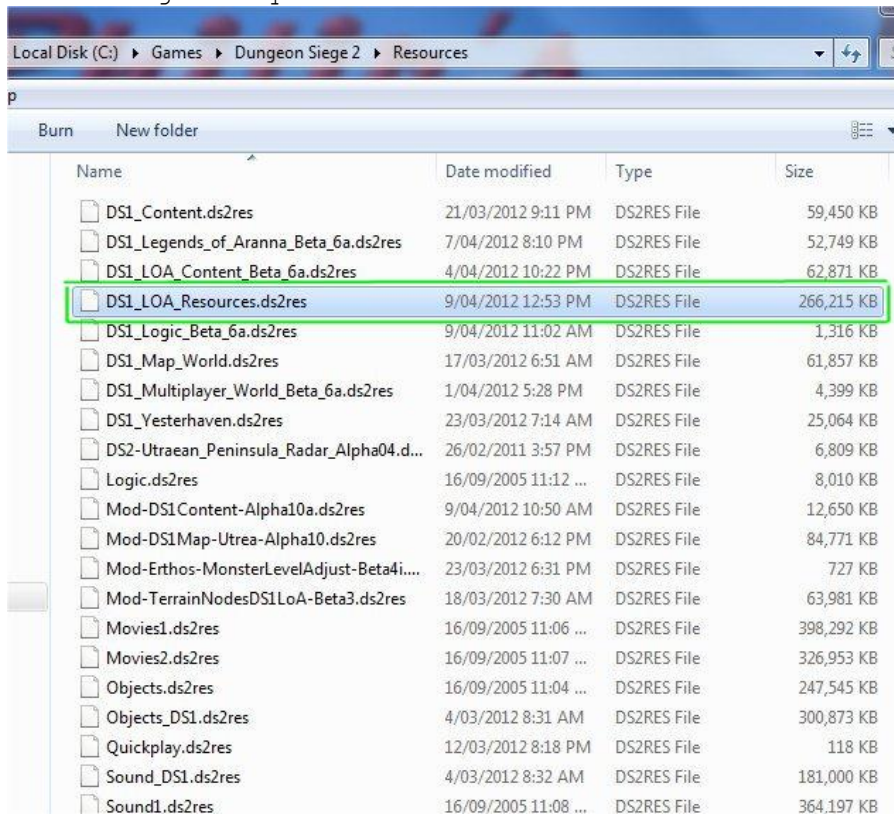 Local Disk (C:) ▸ Games ▸ Dungeon Siege 2 ▸ Resources
p
Burn New folder
Name Date modified Type Size
DS1_Content.ds2res 21/03/2012 9:11 PM DS2RES File 59,450 KB
DS1_Legends_of_Aranna_Beta_6a.ds2res 7/04/2012 8:10 PM DS2RES File 52,749 KB
DS1_LOA_Content_Beta_6a.ds2res 4/04/2012 10:22 PM DS2RES File 62,871 KB
DS1_LOA_Resources.ds2res 9/04/2012 12:53 PM DS2RES File 266,215 KB
DS1_Logic_Beta_6a.ds2res 9/04/2012 11:02 AM DS2RES File 1,316 KB
DS1_Map_World.ds2res 17/03/2012 6:51 AM DS2RES File 61,857 KB
DS1_Multiplayer_World_Beta_6a.ds2res 1/04/2012 5:28 PM DS2RES File 4,399 KB
DS1_Yesterhaven.ds2res 23/03/2012 7:14 AM DS2RES File 25,064 KB
DS2-Utraean_Peninsula_Radar_Alpha04.d... 26/02/2011 3:57 PM DS2RES File 6,809 KB
Logic.ds2res 16/09/2005 11:12 ... DS2RES File 8,010 KB
Mod-DS1Content-Alpha10a.ds2res 9/04/2012 10:50 AM DS2RES File 12,650 KB
Mod-DS1Map-Utrea-Alpha10.ds2res 20/02/2012 6:12 PM DS2RES File 84,771 KB
Mod-Erthos-MonsterLevelAdjust-Beta4i.... 23/03/2012 6:31 PM DS2RES File 727 KB
Mod-TerrainNodesDS1LoA-Beta3.ds2res 18/03/2012 7:30 AM DS2RES File 63,981 KB
Movies1.ds2res 16/09/2005 11:06 ... DS2RES File 398,292 KB
Movies2.ds2res 16/09/2005 11:07 ... DS2RES File 326,953 KB
Objects.ds2res 16/09/2005 11:04 ... DS2RES File 247,545 KB
Objects_DS1.ds2res 4/03/2012 8:31 AM DS2RES File 300,873 KB
Quickplay.ds2res 12/03/2012 8:18 PM DS2RES File 118 KB
Sound_DS1.ds2res 4/03/2012 8:32 AM DS2RES File 181,000 KB
Sound1.ds2res 16/09/2005 11:08 ... DS2RES File 364,197 KB